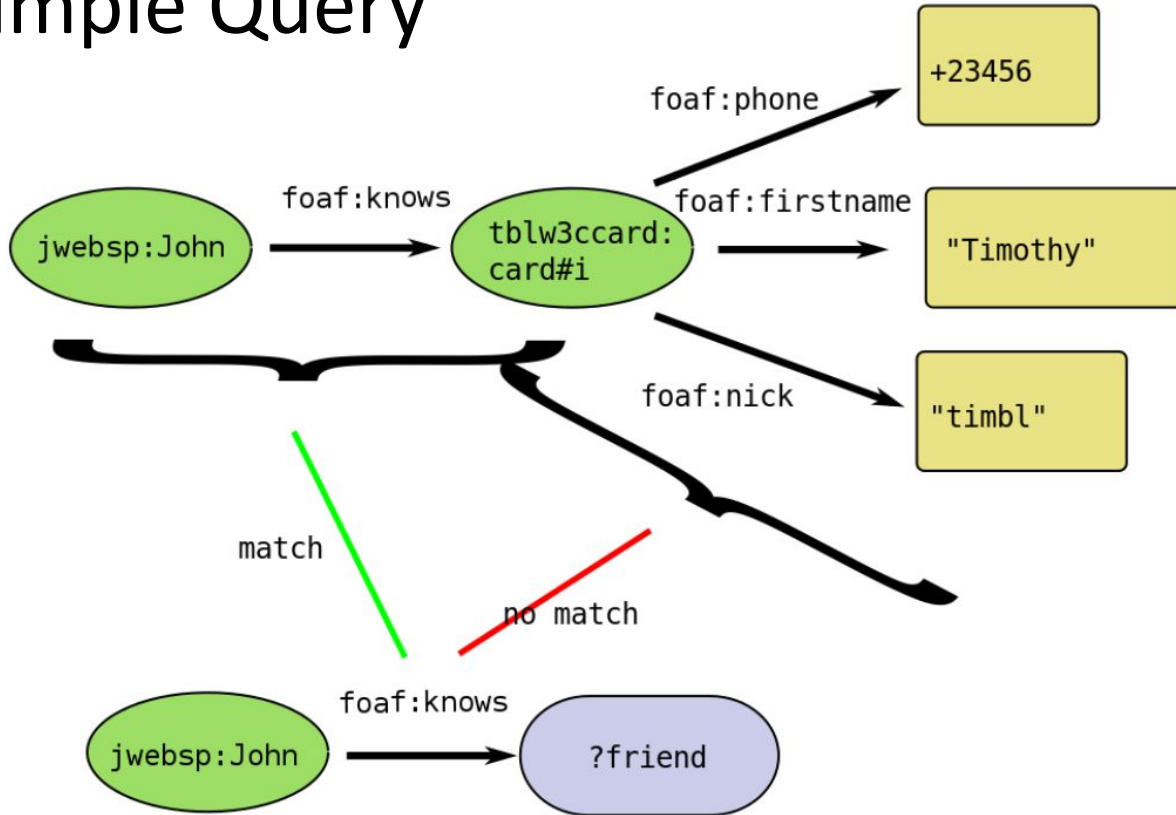 imple Query
+23456
foaf:phone
foaf:knows
foaf:firstname
jwebsp:John
tblw3ccard:
card#i
"Timothy"
foaf:nick
"timbl"
match
no match
foaf:knows
jwebsp:John
?friend